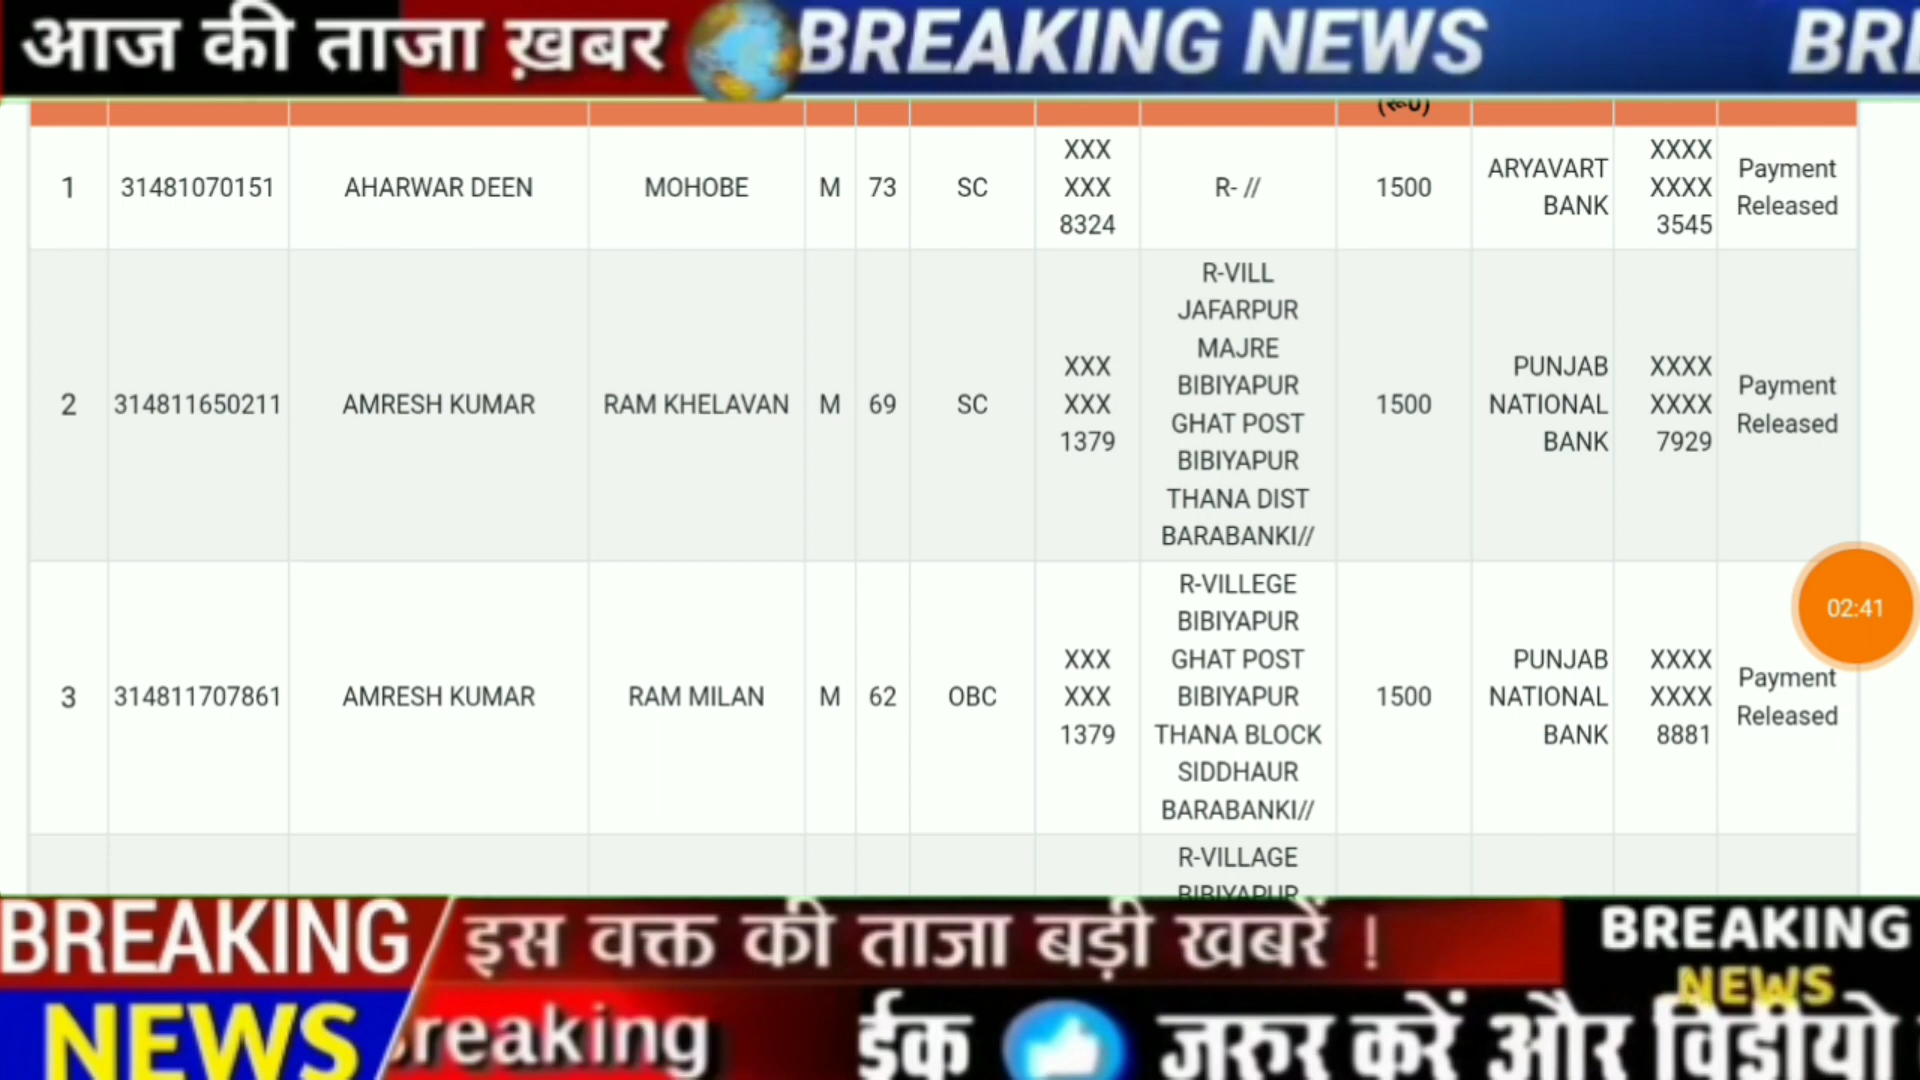 आज की ताजा ख़बर BREAKING NEWS BRE
(रू0)
1 31481070151 AHARWAR DEEN MOHOBE M 73 SC XXX XXX 8324 R- // 1500 ARYAVART BANK XXXX XXXX 3545 Payment Released
2 314811650211 AMRESH KUMAR RAM KHELAVAN M 69 SC XXX XXX 1379 R-VILL JAFARPUR MAJRE BIBIYAPUR GHAT POST BIBIYAPUR THANA DIST BARABANKI// 1500 PUNJAB NATIONAL BANK XXXX XXXX 7929 Payment Released
3 314811707861 AMRESH KUMAR RAM MILAN M 62 OBC XXX XXX 1379 R-VILLEGE BIBIYAPUR GHAT POST BIBIYAPUR THANA BLOCK SIDDHAUR BARABANKI// 1500 PUNJAB NATIONAL BANK XXXX XXXX 8881 Payment Released
R-VILLAGE
BIBIYAPUR
02:41
BREAKING NEWS
इस वक्त की ताजा बड़ी खबरें !
BREAKING NEWS
reaking
ईक जरुर करें और विडीयो